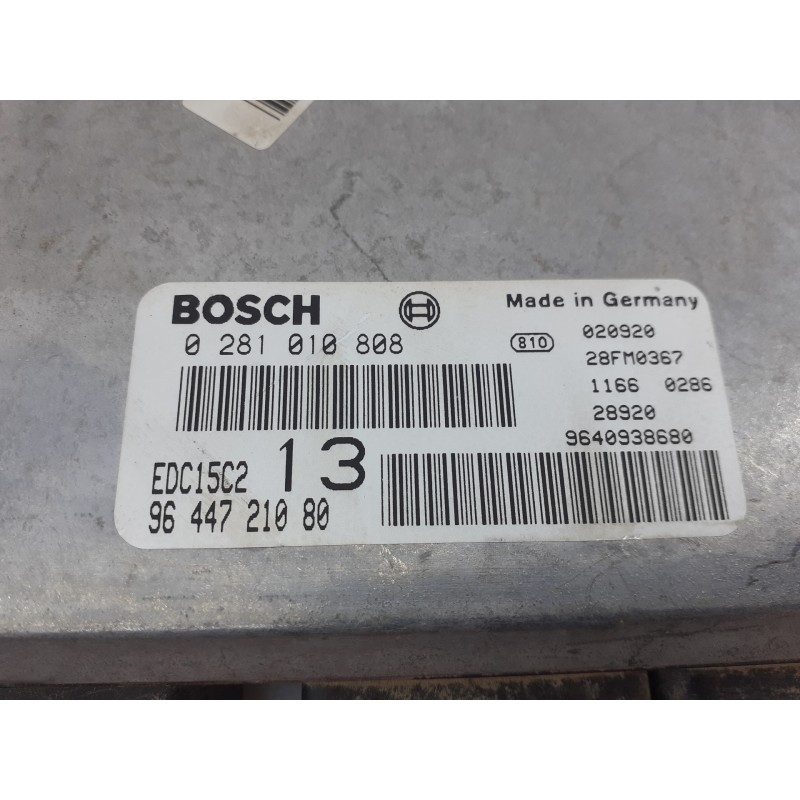 BOSCH
Made in Germany
0 281 010 808
810
020920
28FM0367
1166 0286
28920
9640938680
EDC15C2
13
96 447 210 80